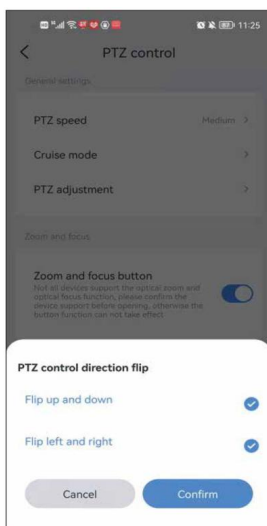 11:25
PTZ control
General settings
PTZ speed Medium >
Cruise mode >
PTZ adjustment >
Zoom and focus
Zoom and focus button
Not all devices support the optical zoom and
optical focus function, please confirm the
device support before opening, otherwise the
button function can not take effect
PTZ control direction flip
Flip up and down
Flip left and right
Cancel Confirm